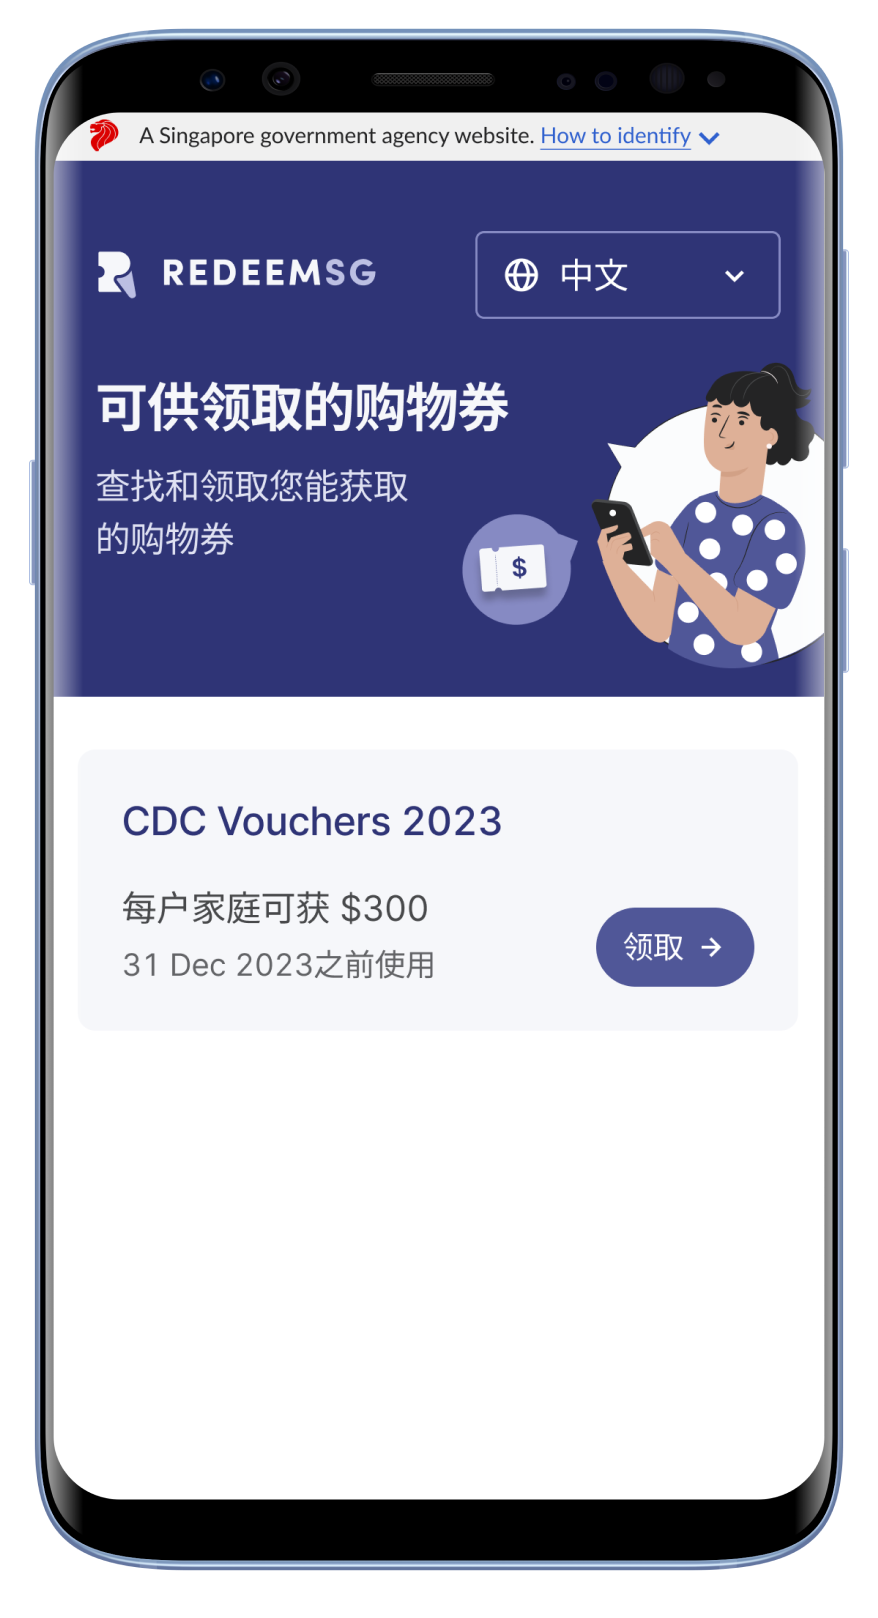 A Singapore government agency website. How to identify
REDEEMSG
中文
可供领取的购物券
查找和领取您能获取
的购物券
$
CDC Vouchers 2023
每户家庭可获 $300
31 Dec 2023之前使用
领取